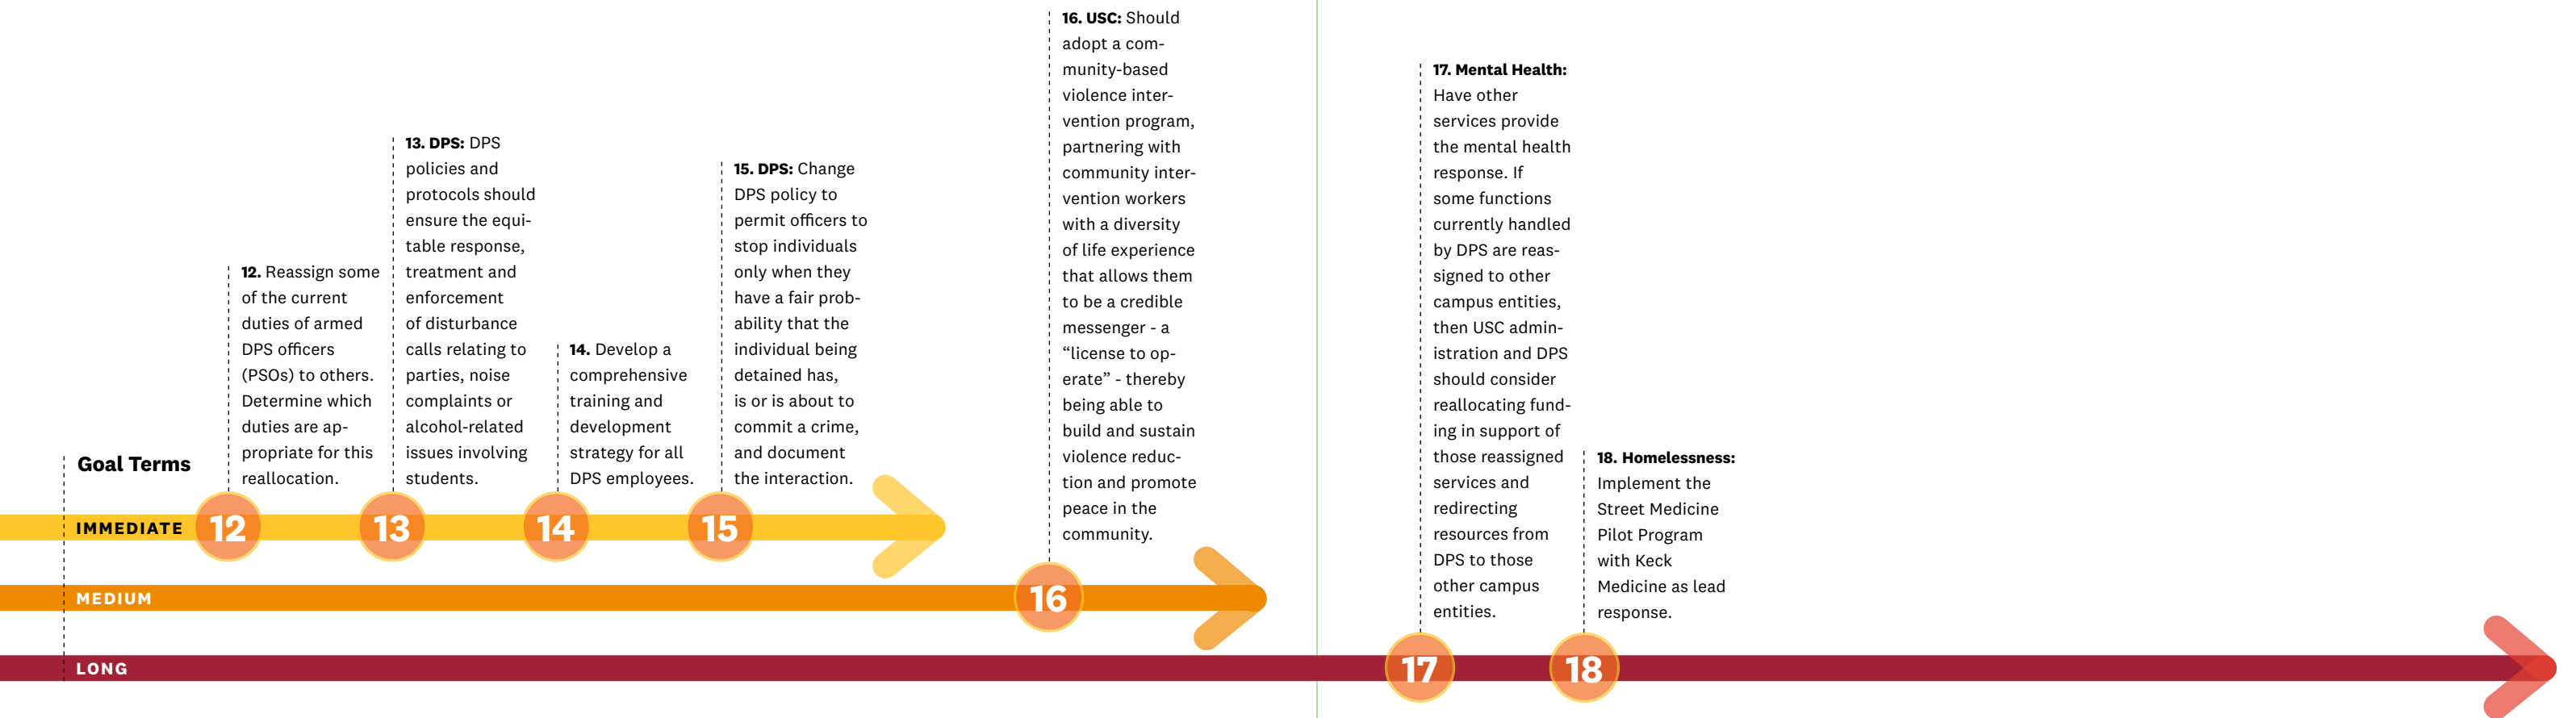 Goal Terms
IMMEDIATE
MEDIUM
LONG
12. Reassign some
of the current
duties of armed
DPS officers
(PSOs) to others.
Determine which
duties are ap-
propriate for this
reallocation.
12
13. DPS: DPS
policies and
protocols should
ensure the equi-
table response,
treatment and
enforcement
of disturbance
calls relating to
parties, noise
complaints or
alcohol-related
issues involving
students.
13
14. Develop a
comprehensive
training and
development
strategy for all
DPS employees.
14
15. DPS: Change
DPS policy to
permit officers to
stop individuals
only when they
have a fair prob-
ability that the
individual being
detained has,
is or is about to
commit a crime,
and document
the interaction.
15
16. USC: Should
adopt a com-
munity-based
violence inter-
vention program,
partnering with
community inter-
vention workers
with a diversity
of life experience
that allows them
to be a credible
messenger - a
“license to op-
erate” - thereby
being able to
build and sustain
violence reduc-
tion and promote
peace in the
community.
16
17. Mental Health:
Have other
services provide
the mental health
response. If
some functions
currently handled
by DPS are reas-
signed to other
campus entities,
then USC admin-
istration and DPS
should consider
reallocating fund-
ing in support of
those reassigned
services and
redirecting
resources from
DPS to those
other campus
entities.
17
18. Homelessness:
Implement the
Street Medicine
Pilot Program
with Keck
Medicine as lead
response.
18